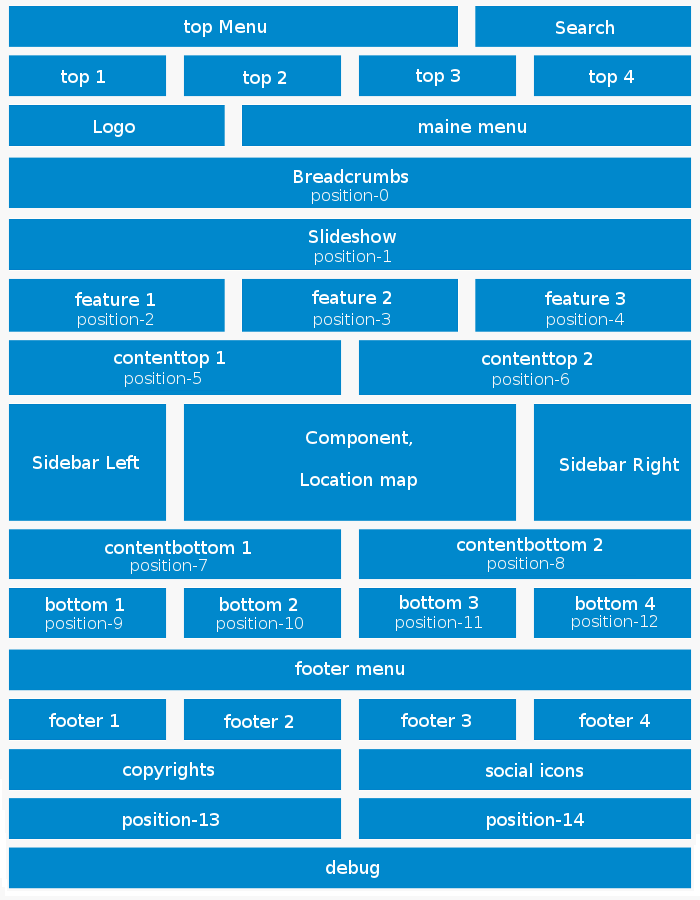 top Menu
Search
top 1
top 2
top 3
top 4
Logo
maine menu
Breadcrumbs
position-0
Slideshow
position-1
feature 1
position-2
feature 2
position-3
feature 3
position-4
contenttop 1
position-5
contenttop 2
position-6
Sidebar Left
Component,
Location map
Sidebar Right
contentbottom 1
position-7
contentbottom 2
position-8
bottom 1
position-9
bottom 2
position-10
bottom 3
position-11
bottom 4
position-12
footer menu
footer 1
footer 2
footer 3
footer 4
copyrights
social icons
position-13
position-14
debug